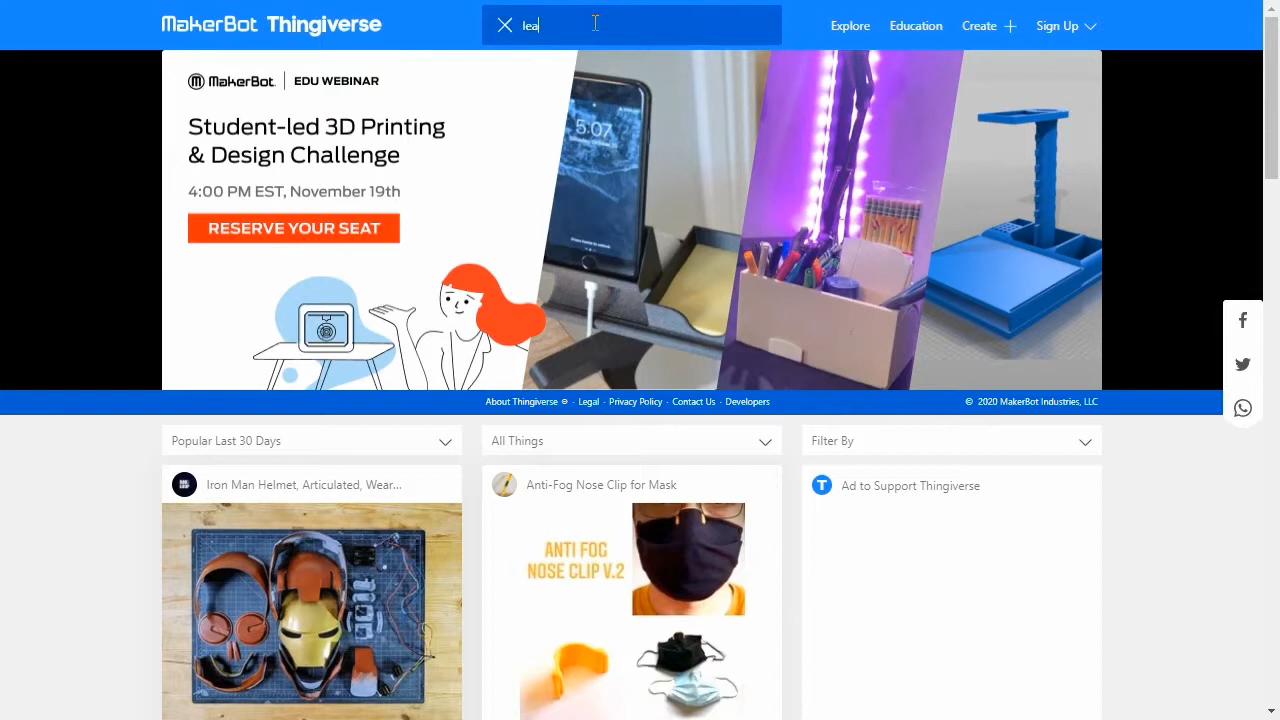 MakerBot Thingiverse
lea
Explore
Education
Create
Sign Up
MakerBot. EDU WEBINAR
Student-led 3D Printing
& Design Challenge
4:00 PM EST, November 19th
RESERVE YOUR SEAT
5:07
About Thingiverse ® · Legal · Privacy Policy · Contact Us · Developers
© 2020 MakerBot Industries, LLC
Popular Last 30 Days
All Things
Filter By
Iron Man Helmet, Articulated, Wear...
Anti-Fog Nose Clip for Mask
Ad to Support Thingiverse
ANTI FOG
NOSE CLIP V.2